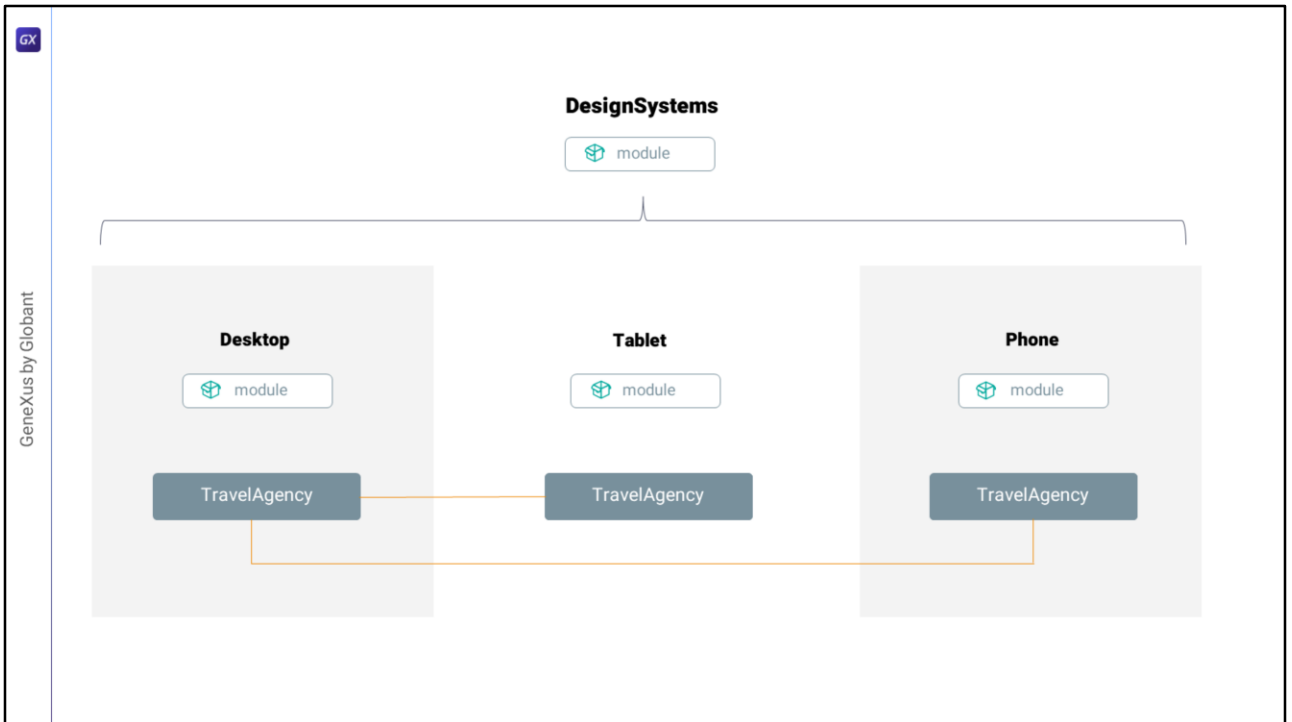 GX
GeneXus by Globant
DesignSystems
module
Desktop
Tablet
Phone
module
module
module
TravelAgency
TravelAgency
TravelAgency